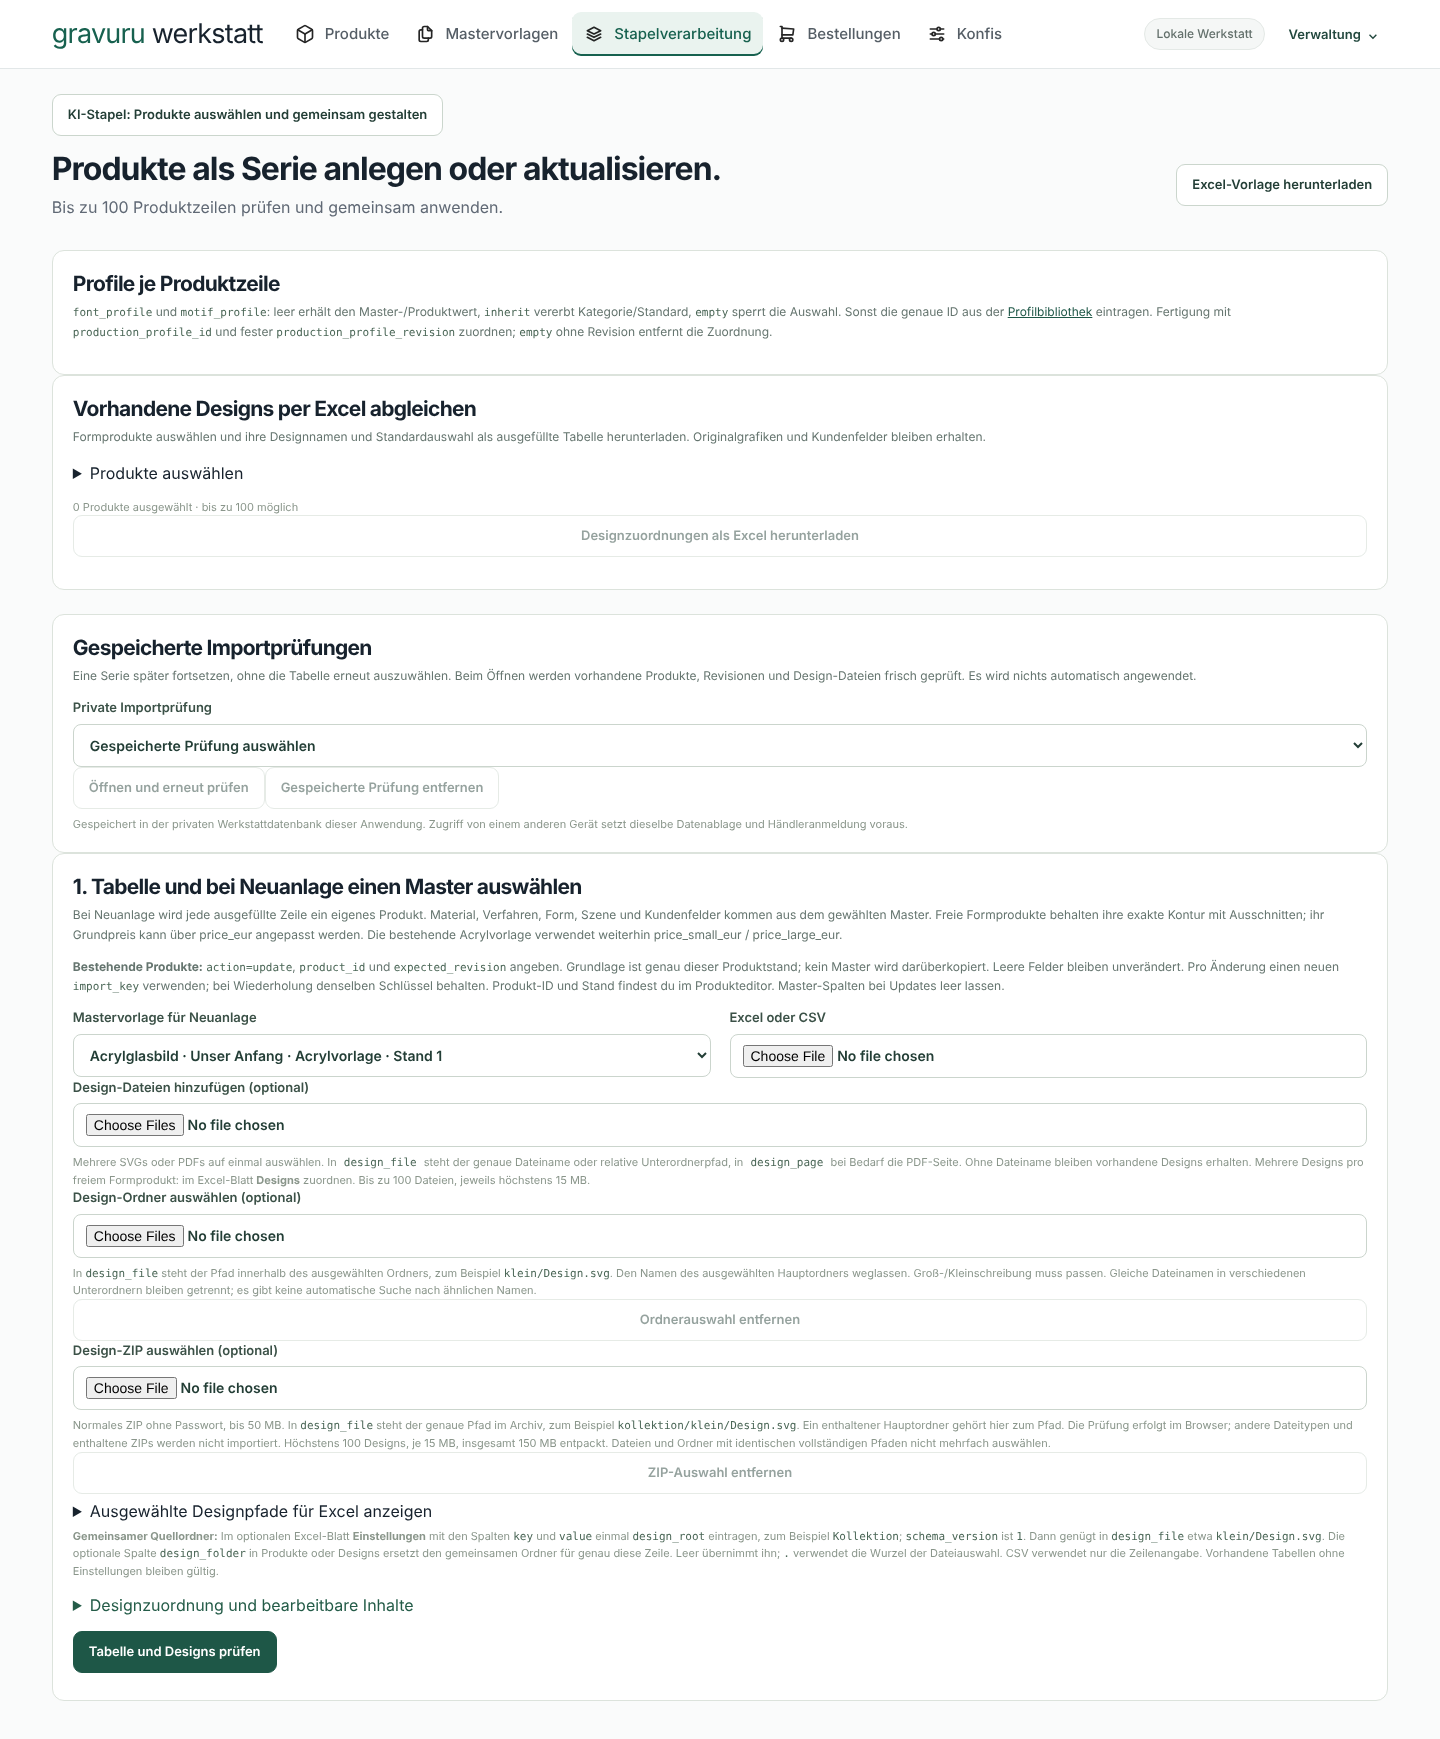 gravuru werkstatt
Produkte
Mastervorlagen
Stapelverarbeitung
Bestellungen
Konfis
Lokale Werkstatt
Verwaltung
KI-Stapel: Produkte auswählen und gemeinsam gestalten
Produkte als Serie anlegen oder aktualisieren.
Bis zu 100 Produktzeilen prüfen und gemeinsam anwenden.
Excel-Vorlage herunterladen
Profile je Produktzeile
font_profile und motif_profile: leer erhält den Master-/Produktwert, inherit vererbt Kategorie/Standard, empty sperrt die Auswahl. Sonst die genaue ID aus der Profilbibliothek eintragen. Fertigung mit
production_profile_id und fester production_profile_revision zuordnen; empty ohne Revision entfernt die Zuordnung.
Vorhandene Designs per Excel abgleichen
Formprodukte auswählen und ihre Designnamen und Standardauswahl als ausgefüllte Tabelle herunterladen. Originalgrafiken und Kundenfelder bleiben erhalten.
Produkte auswählen
0 Produkte ausgewählt · bis zu 100 möglich
Designzuordnungen als Excel herunterladen
Gespeicherte Importprüfungen
Eine Serie später fortsetzen, ohne die Tabelle erneut auszuwählen. Beim Öffnen werden vorhandene Produkte, Revisionen und Design-Dateien frisch geprüft. Es wird nichts automatisch angewendet.
Private Importprüfung
Gespeicherte Prüfung auswählen
Öffnen und erneut prüfen
Gespeicherte Prüfung entfernen
Gespeichert in der privaten Werkstattdatenbank dieser Anwendung. Zugriff von einem anderen Gerät setzt dieselbe Datenablage und Händleranmeldung voraus.
1. Tabelle und bei Neuanlage einen Master auswählen
Bei Neuanlage wird jede ausgefüllte Zeile ein eigenes Produkt. Material, Verfahren, Form, Szene und Kundenfelder kommen aus dem gewählten Master. Freie Formprodukte behalten ihre exakte Kontur mit Ausschnitten; ihr
Grundpreis kann über price_eur angepasst werden. Die bestehende Acrylvorlage verwendet weiterhin price_small_eur / price_large_eur.
Bestehende Produkte: action=update, product_id und expected_revision angeben. Grundlage ist genau dieser Produktstand; kein Master wird darüberkopiert. Leere Felder bleiben unverändert. Pro Änderung einen neuen
import_key verwenden; bei Wiederholung denselben Schlüssel behalten. Produkt-ID und Stand findest du im Produkteditor. Master-Spalten bei Updates leer lassen.
Mastervorlage für Neuanlage
Acrylglasbild · Unser Anfang · Acrylvorlage · Stand 1
Excel oder CSV
Choose File No file chosen
Design-Dateien hinzufügen (optional)
Choose Files No file chosen
Mehrere SVGs oder PDFs auf einmal auswählen. In design_file steht der genaue Dateiname oder relative Unterordnerpfad, in design_page bei Bedarf die PDF-Seite. Ohne Dateiname bleiben vorhandene Designs erhalten. Mehrere Designs pro
freiem Formprodukt: im Excel-Blatt Designs zuordnen. Bis zu 100 Dateien, jeweils höchstens 15 MB.
Design-Ordner auswählen (optional)
Choose Files No file chosen
In design_file steht der Pfad innerhalb des ausgewählten Ordners, zum Beispiel klein/Design.svg. Den Namen des ausgewählten Hauptordners weglassen. Groß-/Kleinschreibung muss passen. Gleiche Dateinamen in verschiedenen
Unterordnern bleiben getrennt; es gibt keine automatische Suche nach ähnlichen Namen.
Ordnerauswahl entfernen
Design-ZIP auswählen (optional)
Choose File No file chosen
Normales ZIP ohne Passwort, bis 50 MB. In design_file steht der genaue Pfad im Archiv, zum Beispiel kollektion/klein/Design.svg. Ein enthaltener Hauptordner gehört hier zum Pfad. Die Prüfung erfolgt im Browser; andere Dateitypen und
enthaltene ZIPs werden nicht importiert. Höchstens 100 Designs, je 15 MB, insgesamt 150 MB entpackt. Dateien und Ordner mit identischen vollständigen Pfaden nicht mehrfach auswählen.
ZIP-Auswahl entfernen
Ausgewählte Designpfade für Excel anzeigen
Gemeinsamer Quellordner: Im optionalen Excel-Blatt Einstellungen mit den Spalten key und value einmal design_root eintragen, zum Beispiel Kollektion; schema_version ist 1. Dann genügt in design_file etwa klein/Design.svg. Die
optionale Spalte design_folder in Produkte oder Designs ersetzt den gemeinsamen Ordner für genau diese Zeile. Leer übernimmt ihn; . verwendet die Wurzel der Dateiauswahl. CSV verwendet nur die Zeilenangabe. Vorhandene Tabellen ohne
Einstellungen bleiben gültig.
Designzuordnung und bearbeitbare Inhalte
Tabelle und Designs prüfen